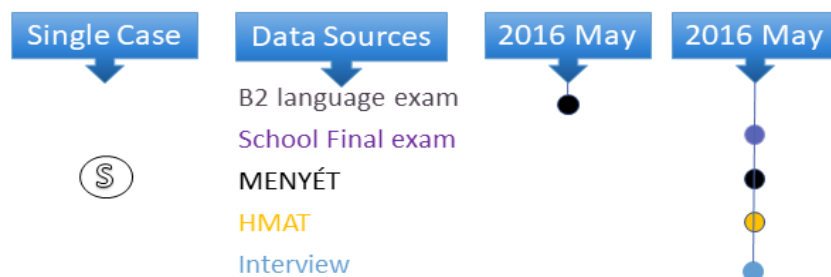 Single Case
Data Sources
2016 May
2016 May
B2 language exam
School Final exam
S
MENYÉT
HMAT
Interview